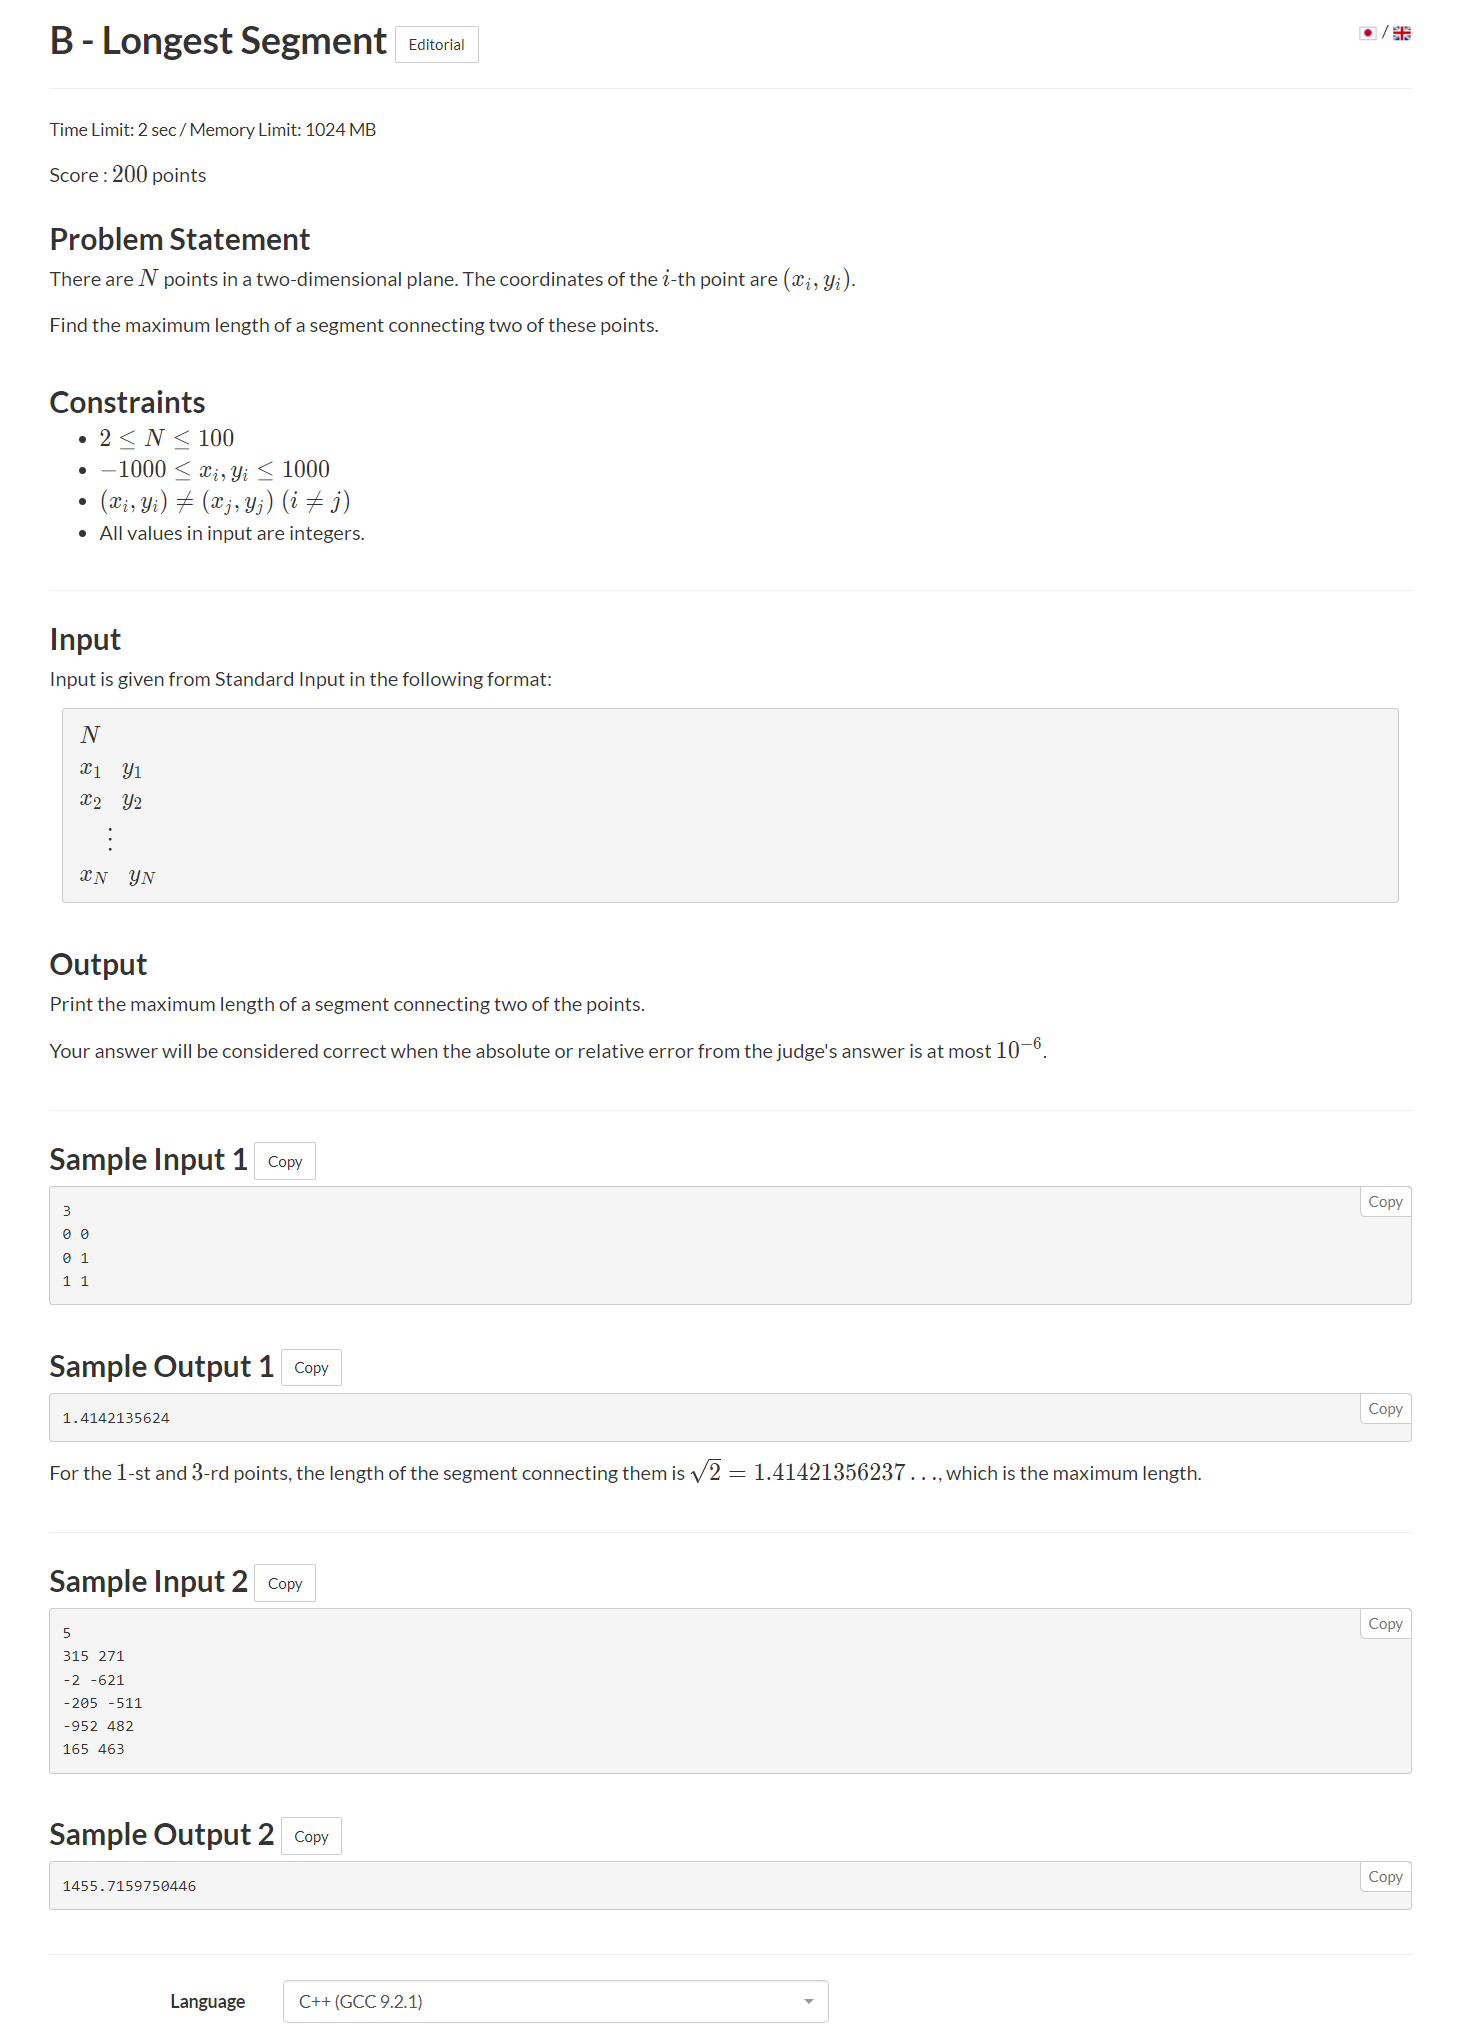 B - Longest Segment Editorial /
Time Limit: 2 sec / Memory Limit: 1024 MB
Score : 200 points
Problem Statement
There are N points in a two-dimensional plane. The coordinates of the i-th point are (x_i, y_i).
Find the maximum length of a segment connecting two of these points.
Constraints
• 2 ≤ N ≤ 100
• −1000 ≤ x_i, y_i ≤ 1000
• (x_i, y_i) ≠ (x_j, y_j) (i ≠ j)
• All values in input are integers.
Input
Input is given from Standard Input in the following format:
N
x_1 y_1
x_2 y_2
⋮
x_N y_N
Output
Print the maximum length of a segment connecting two of the points.
Your answer will be considered correct when the absolute or relative error from the judge's answer is at most 10^{−6}.
Sample Input 1 Copy
Copy
3
0 0
0 1
1 1
Sample Output 1 Copy
Copy
1.4142135624
For the 1-st and 3-rd points, the length of the segment connecting them is √2 = 1.41421356237..., which is the maximum length.
Sample Input 2 Copy
Copy
5
315 271
-2 -621
-205 -511
-952 482
165 463
Sample Output 2 Copy
Copy
1455.7159750446
Language C++ (GCC 9.2.1)